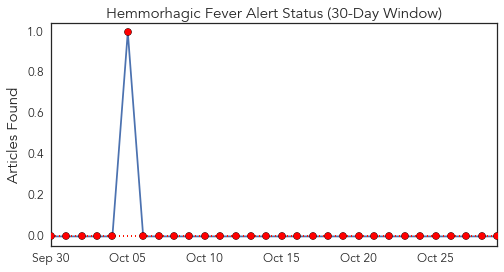 Hemmorhagic Fever Alert Status (30-Day Window)
Articles Found
1.0
0.8
0.6
0.4
0.2
0.0
Sep 30 Oct 05 Oct 10 Oct 15 Oct 20 Oct 25